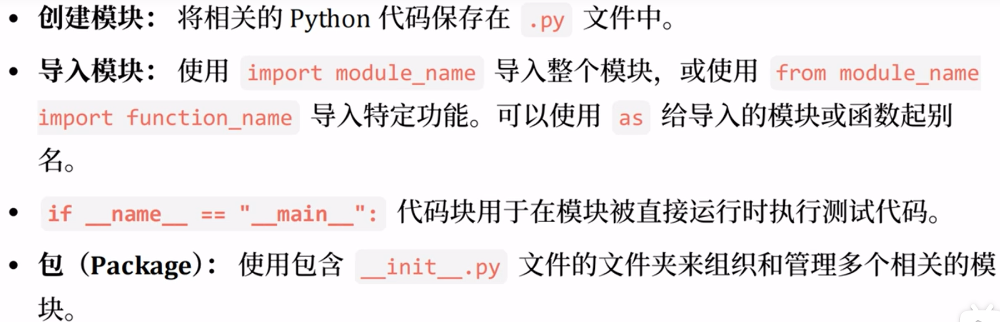 • 创建模块： 将相关的 Python 代码保存在 .py 文件中。
• 导入模块： 使用 import module_name 导入整个模块，或使用 from module_name
import function_name 导入特定功能。可以使用 as 给导入的模块或函数起别
名。
• if __name__ == "__main__": 代码块用于在模块被直接运行时执行测试代码。
• 包（Package）： 使用包含 __init__.py 文件的文件夹来组织和管理多个相关的模
块。